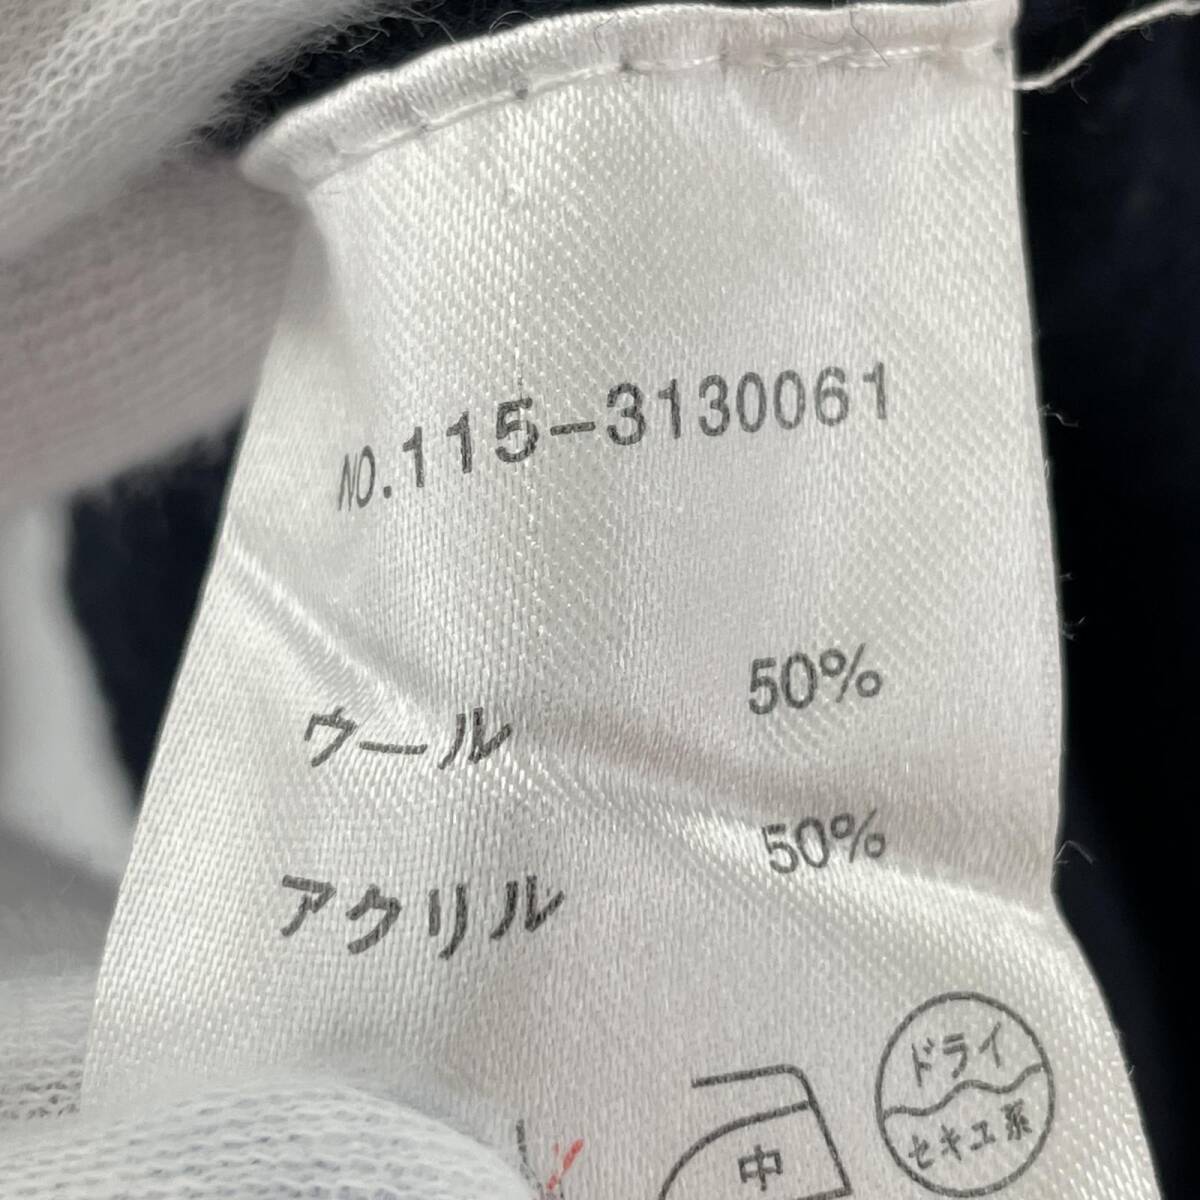 NO.115-3130061
ウール 50%
アクリル 50%
中
ドライ
セキユ系